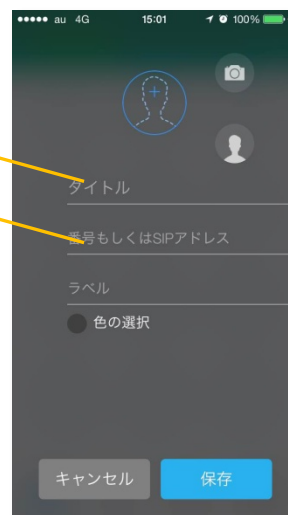 au 4G 15:01 100%
タイトル
番号もしくはSIPアドレス
ラベル
色の選択
キャンセル 保存